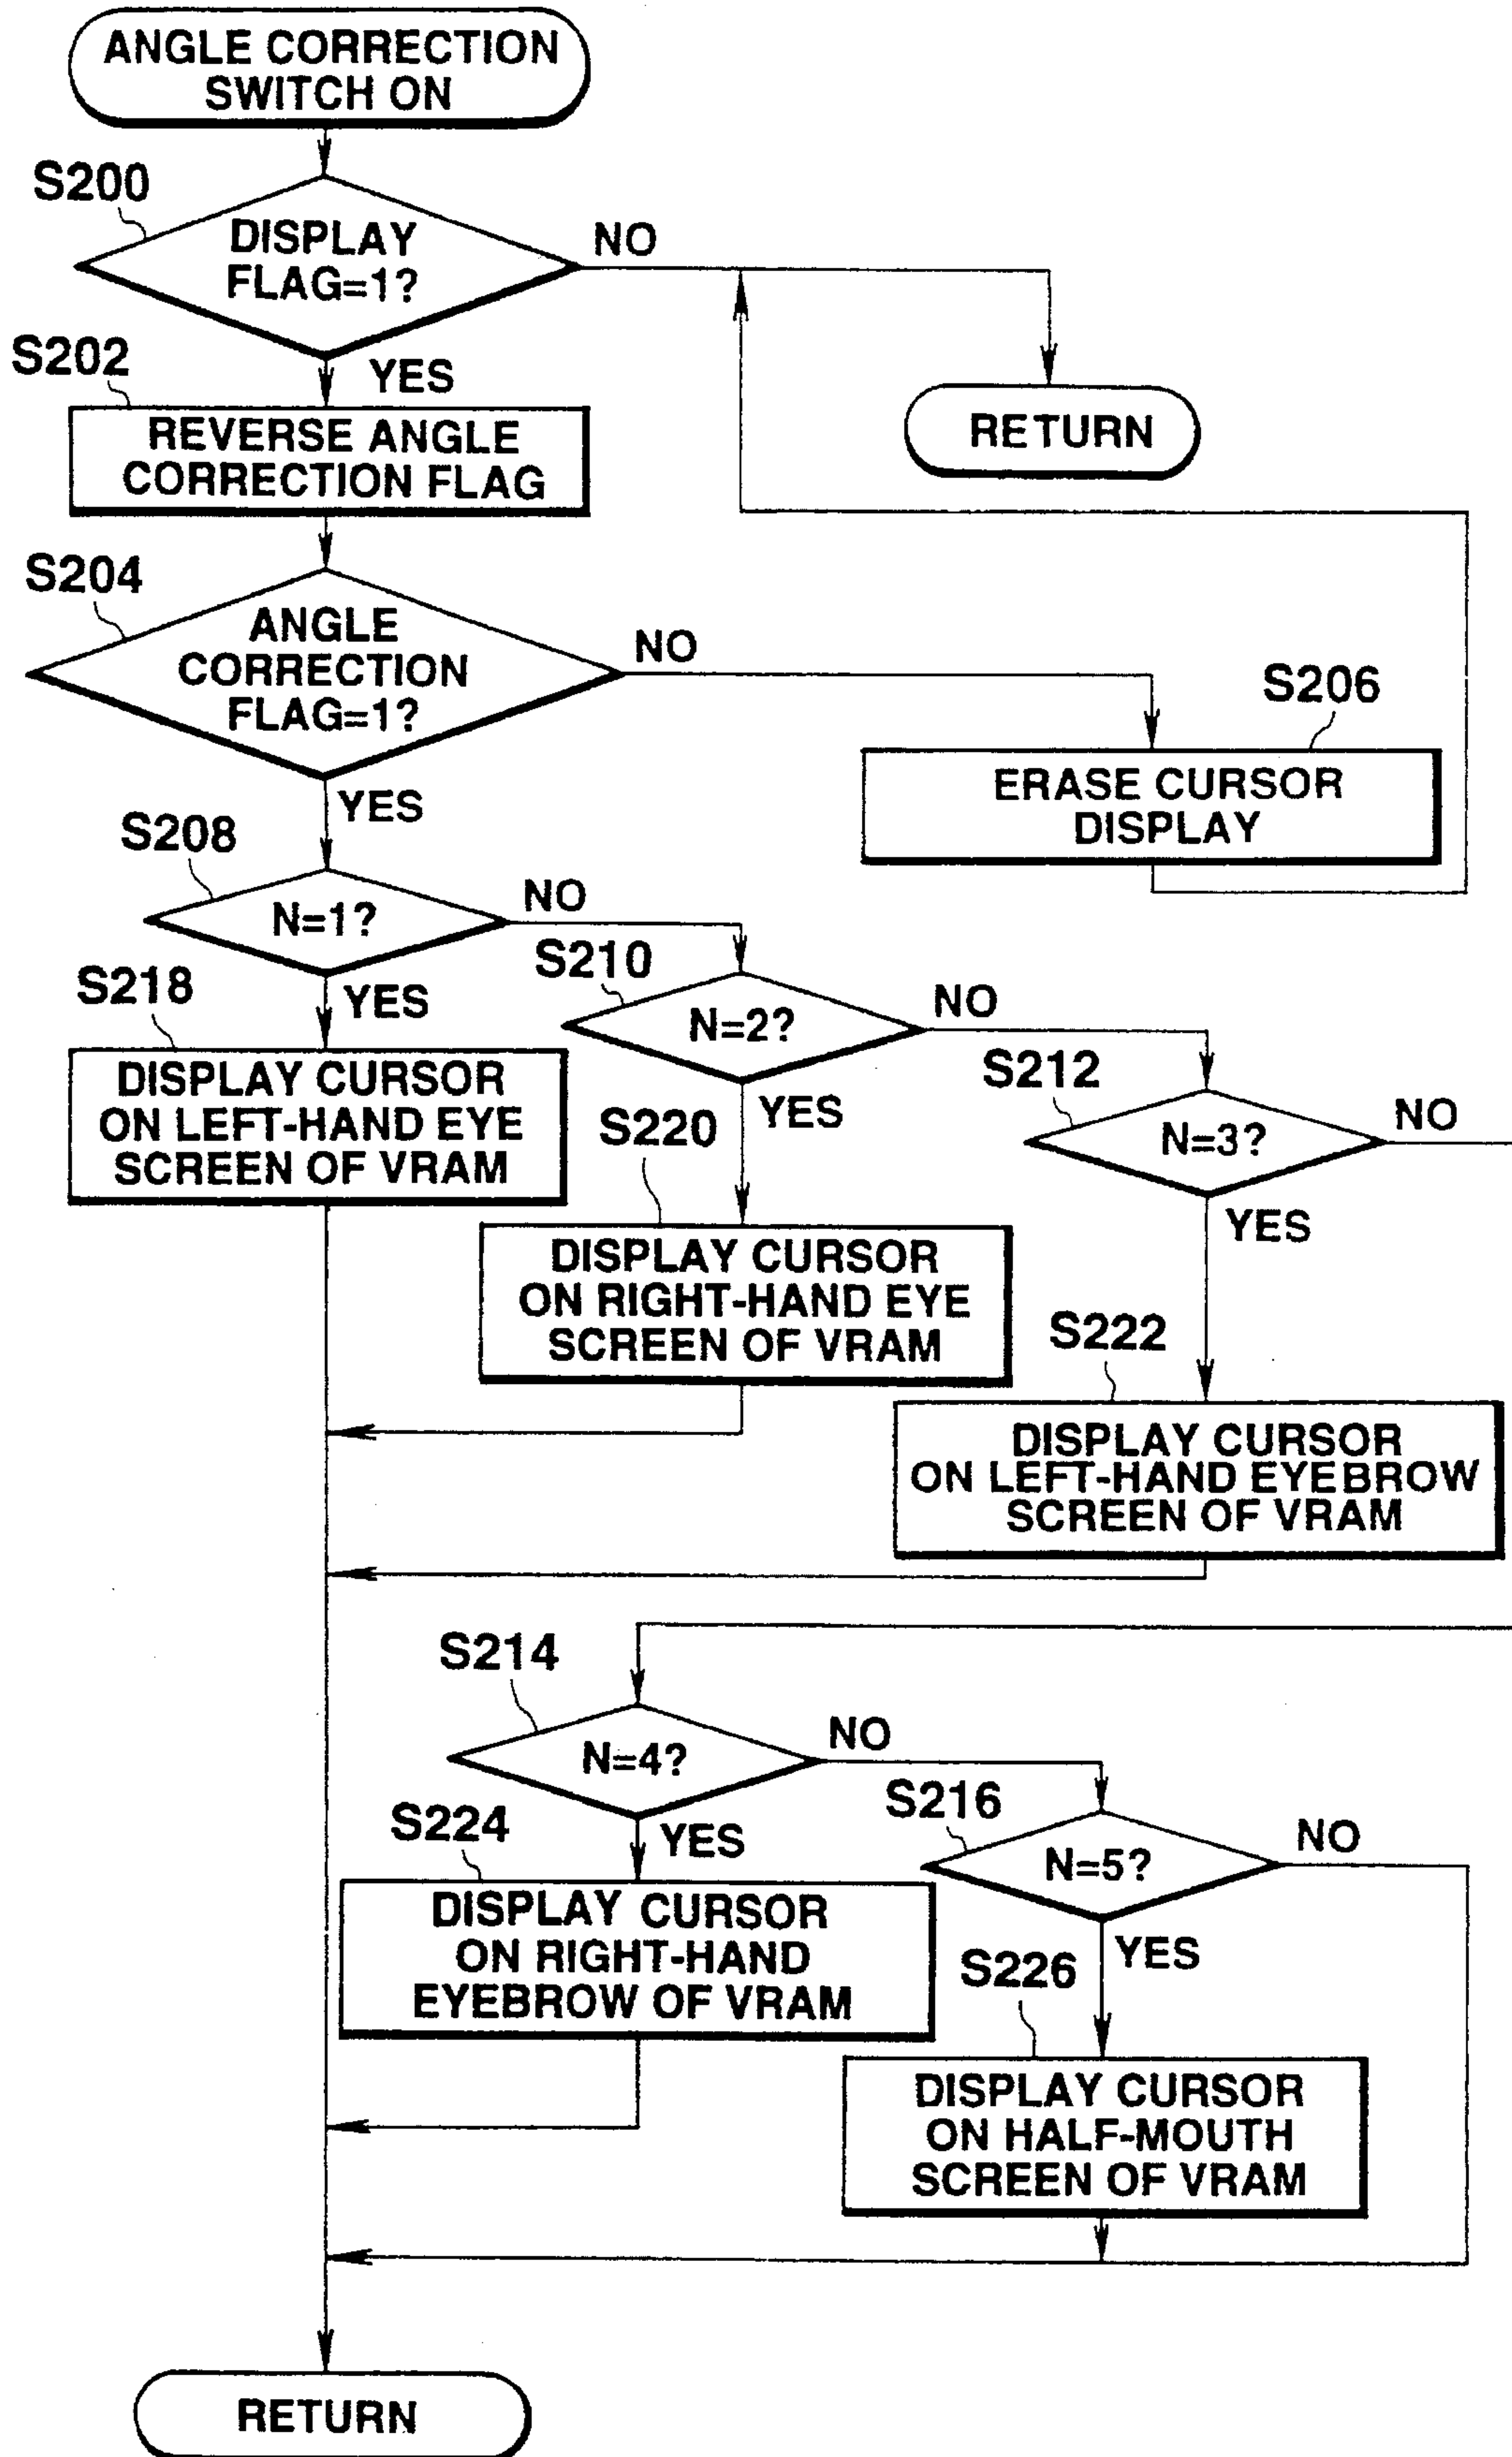 ANGLE CORRECTION
SWITCH ON
S200
DISPLAY
FLAG=1?
NO
S202
YES
REVERSE ANGLE
CORRECTION FLAG
RETURN
S204
ANGLE
CORRECTION
FLAG=1?
NO
S206
ERASE CURSOR
DISPLAY
YES
S208
N=1?
NO
S210
N=2?
NO
S212
N=3?
NO
S218
YES
DISPLAY CURSOR
ON LEFT-HAND EYE
SCREEN OF VRAM
S220
YES
DISPLAY CURSOR
ON RIGHT-HAND EYE
SCREEN OF VRAM
YES
S222
DISPLAY CURSOR
ON LEFT-HAND EYEBROW
SCREEN OF VRAM
S214
N=4?
NO
S216
N=5?
NO
S224
YES
DISPLAY CURSOR
ON RIGHT-HAND
EYEBROW OF VRAM
S226
YES
DISPLAY CURSOR
ON HALF-MOUTH
SCREEN OF VRAM
RETURN